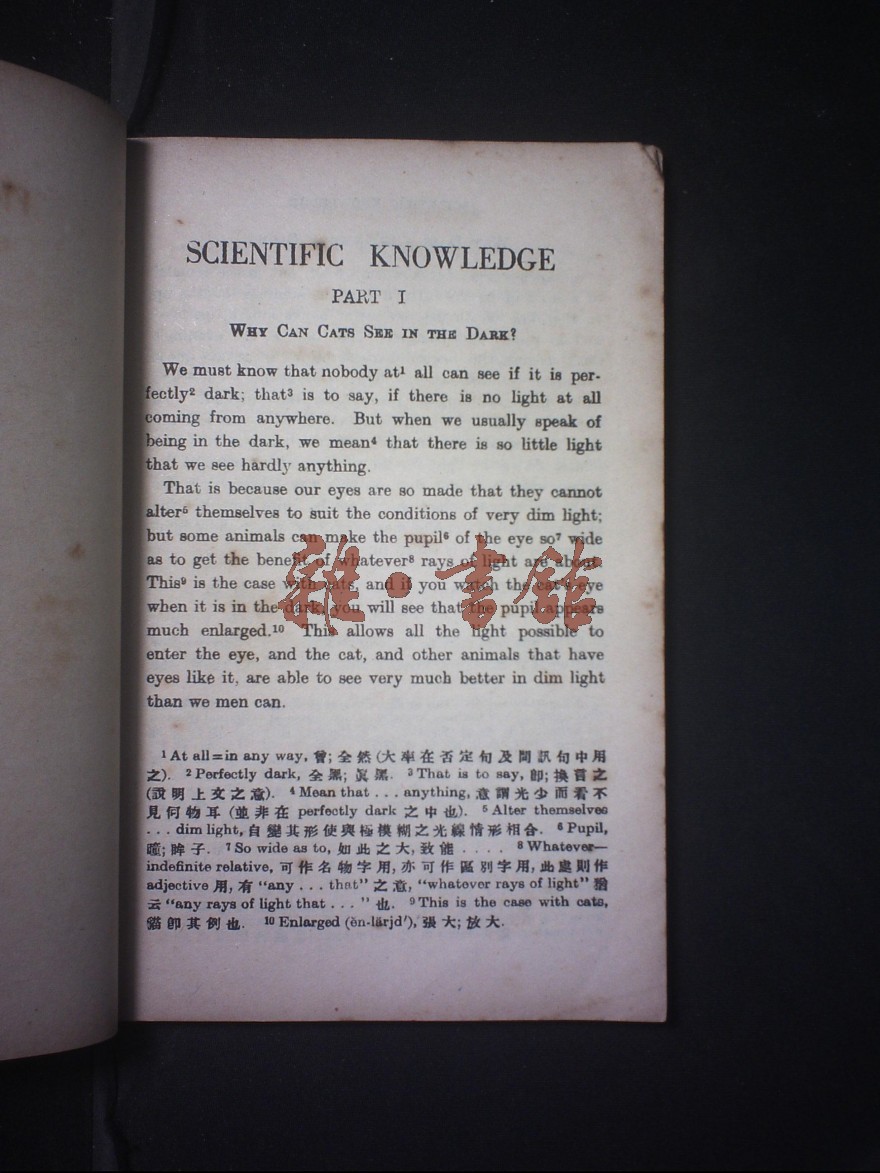 SCIENTIFIC KNOWLEDGE
PART I
WHY CAN CATS SEE IN THE DARK?
We must know that nobody at¹ all can see if it is per-
fectly² dark; that³ is to say, if there is no light at all
coming from anywhere. But when we usually speak of
being in the dark, we mean⁴ that there is so little light
that we see hardly anything.
That is because our eyes are so made that they cannot
alter⁵ themselves to suit the conditions of very dim light;
but some animals can make the pupil⁶ of the eye so⁷ wide
as to get the benefit of whatever⁸ rays of light are about.
This⁹ is the case with cats, and if you watch the cat's eye
when it is in the dark, you will see that the pupil appears
much enlarged.¹⁰ This allows all the light possible to
enter the eye, and the cat, and other animals that have
eyes like it, are able to see very much better in dim light
than we men can.
雅·书馆
¹ At all=in any way, 曾; 全然 (大率在否定句及問訊句中用
之). ² Perfectly dark, 全黑; 眞黑. ³ That is to say, 卽; 換言之
(說明上文之意). ⁴ Mean that . . . anything, 意謂光少而看不
見何物耳 (並非在 perfectly dark 之中也). ⁵ Alter themselves
. . . dim light, 自變其形使與極模糊之光線情形相合. ⁶ Pupil,
瞳; 眸子. ⁷ So wide as to, 如此之大, 致能 . . . . ⁸ Whatever—
indefinite relative, 可作名物字用, 亦可作區別字用, 此處則作
adjective 用, 有 "any . . . that" 之意, "whatever rays of light" 猶
云 "any rays of light that . . . " 也. ⁹ This is the case with cats,
貓卽其例也. ¹⁰ Enlarged (ĕn-lärjd′), 張大; 放大.